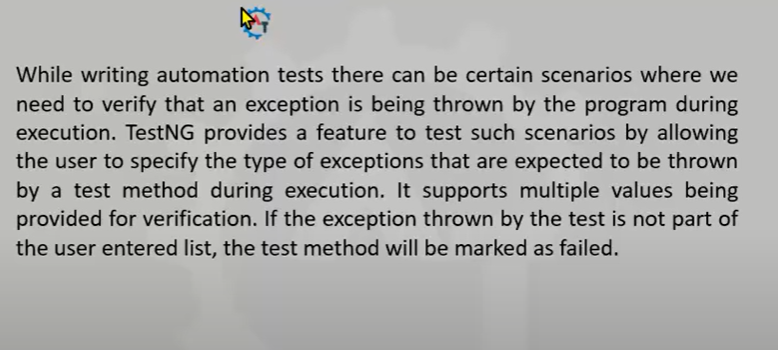 While writing automation tests there can be certain scenarios where we
need to verify that an exception is being thrown by the program during
execution. TestNG provides a feature to test such scenarios by allowing
the user to specify the type of exceptions that are expected to be thrown
by a test method during execution. It supports multiple values being
provided for verification. If the exception thrown by the test is not part of
the user entered list, the test method will be marked as failed.